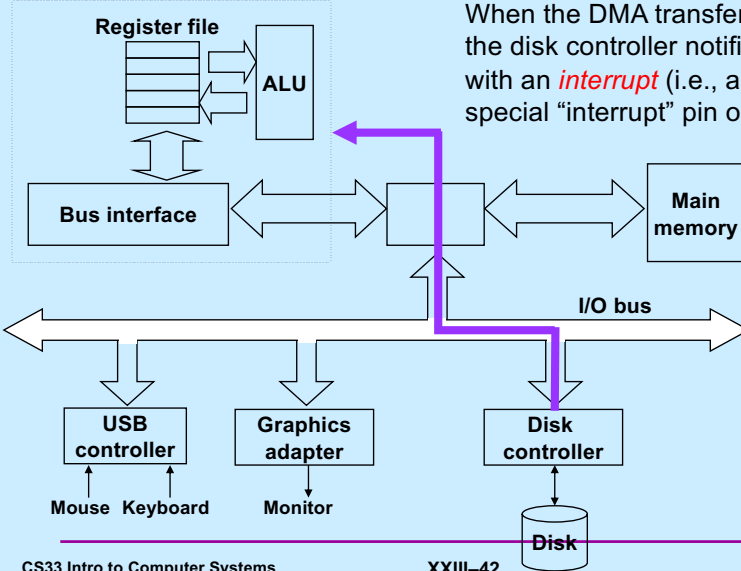 When the DMA transfer
the disk controller notifi
with an interrupt (i.e., a
special “interrupt” pin o
Register file
ALU
Bus interface
Main
memory
I/O bus
USB
controller
Graphics
adapter
Disk
controller
Mouse Keyboard
Monitor
Disk
CS33 Intro to Computer Systems
XXIII–42